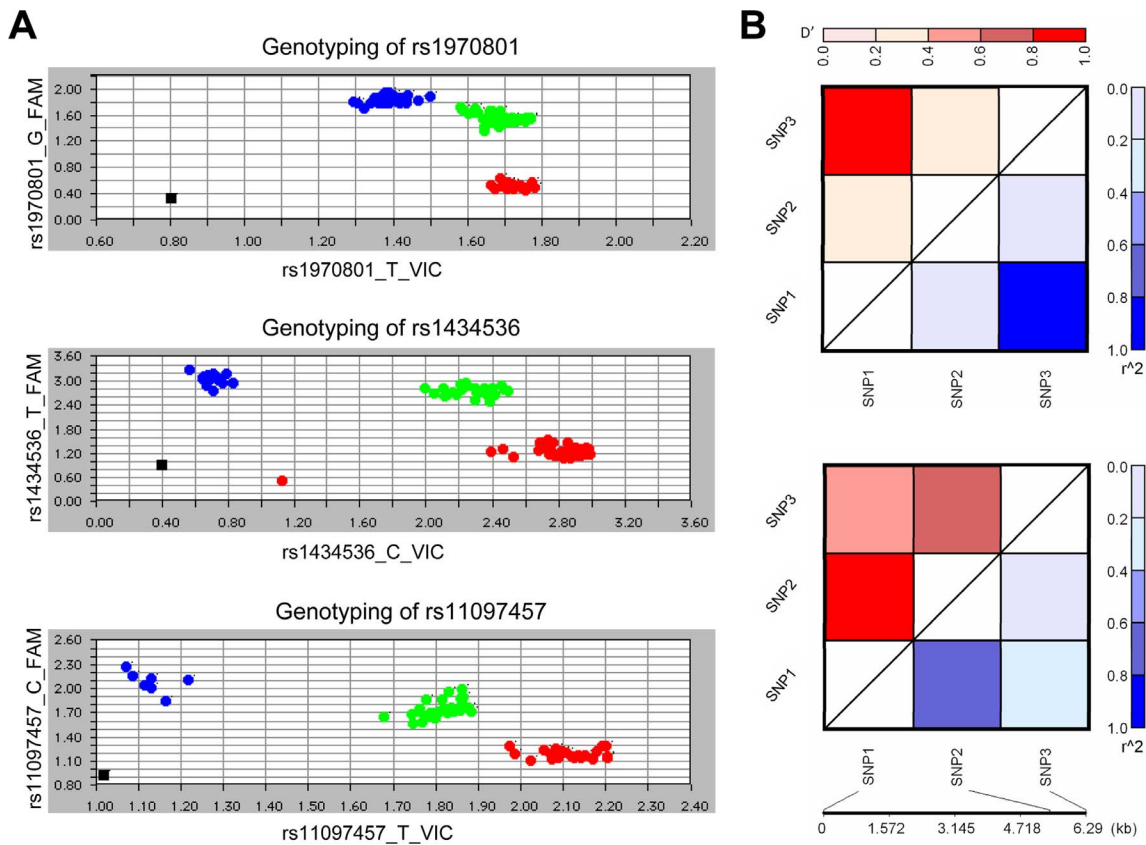 A
Genotyping of rs1970801
rs1970801_G_FAM
2.00
1.60
1.20
0.80
0.40
0.00
0.60 0.80 1.00 1.20 1.40 1.60 1.80 2.00 2.20
rs1970801_T_VIC
Genotyping of rs1434536
rs1434536_T_FAM
3.60
3.00
2.40
1.80
1.20
0.60
0.00
0.00 0.40 0.80 1.20 1.60 2.00 2.40 2.80 3.20 3.60
rs1434536_C_VIC
Genotyping of rs11097457
rs11097457_C_FAM
2.60
2.30
2.00
1.70
1.40
1.10
0.80
1.00 1.10 1.20 1.30 1.40 1.50 1.60 1.70 1.80 1.90 2.00 2.10 2.20 2.30 2.40
rs11097457_T_VIC
B
D'
0.0 0.2 0.4 0.6 0.8 1.0
SNP3
SNP2
SNP1
SNP1 SNP2 SNP3
0.0
0.2
0.4
0.6
0.8
1.0
r^2
SNP3
SNP2
SNP1
SNP1 SNP2 SNP3
0.0
0.2
0.4
0.6
0.8
1.0
r^2
0 1.572 3.145 4.718 6.29 (kb)